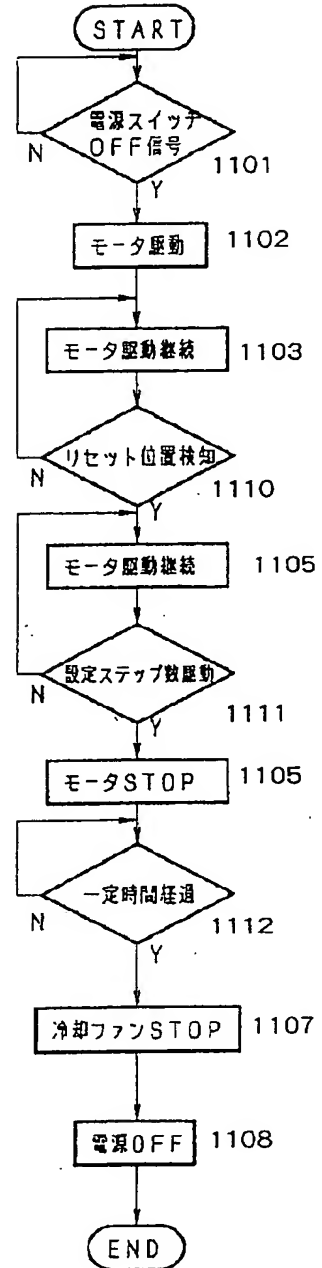 START
電源スイッチ
OFF信号
N
1101
Y
モータ駆動
1102
モータ駆動継続
1103
リセット位置検知
N
1110
Y
モータ駆動継続
1105
設定ステップ数駆動
N
1111
Y
モータSTOP
1105
一定時間経過
N
1112
Y
冷却ファンSTOP
1107
電源OFF
1108
END